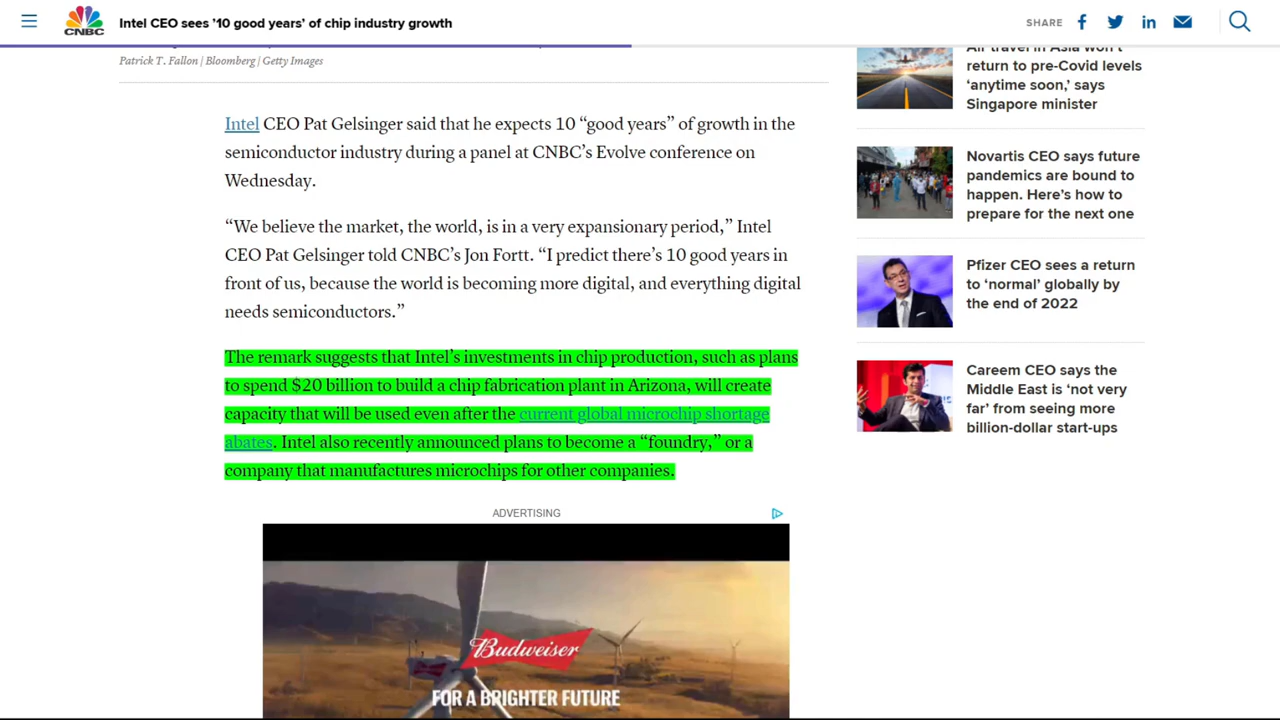 CNBC
Intel CEO sees ’10 good years’ of chip industry growth
SHARE
Patrick T. Fallon | Bloomberg | Getty Images
Intel CEO Pat Gelsinger said that he expects 10 “good years” of growth in the
semiconductor industry during a panel at CNBC’s Evolve conference on
Wednesday.
“We believe the market, the world, is in a very expansionary period,” Intel
CEO Pat Gelsinger told CNBC’s Jon Fortt. “I predict there’s 10 good years in
front of us, because the world is becoming more digital, and everything digital
needs semiconductors.”
The remark suggests that Intel’s investments in chip production, such as plans
to spend $20 billion to build a chip fabrication plant in Arizona, will create
capacity that will be used even after the current global microchip shortage
abates. Intel also recently announced plans to become a “foundry,” or a
company that manufactures microchips for other companies.
ADVERTISING
Budweiser
FOR A BRIGHTER FUTURE
Air travel in Asia won’t
return to pre-Covid levels
‘anytime soon,’ says
Singapore minister
Novartis CEO says future
pandemics are bound to
happen. Here’s how to
prepare for the next one
Pfizer CEO sees a return
to ‘normal’ globally by
the end of 2022
Careem CEO says the
Middle East is ‘not very
far’ from seeing more
billion-dollar start-ups